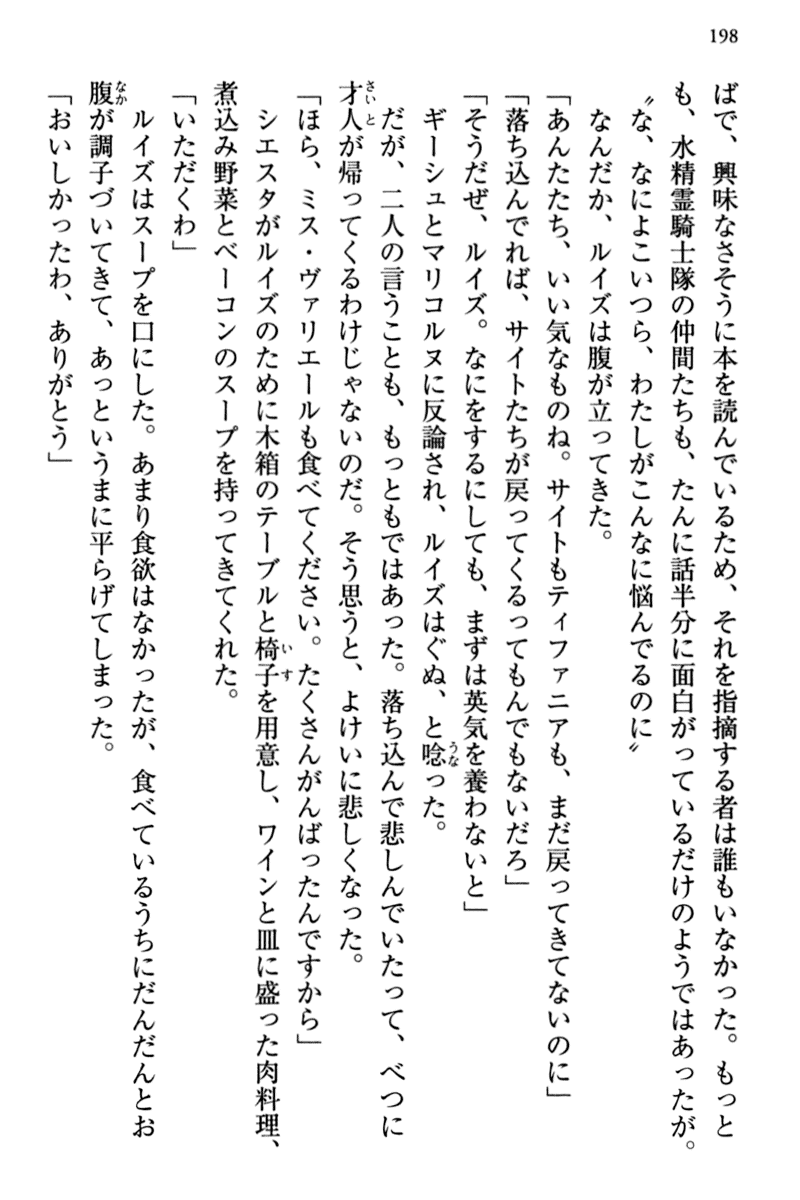 198
ばで、興味なさそうに本を読んでいるため、それを指摘する者は誰もいなかった。もっと
も、水精霊騎士隊の仲間たちも、たんに話半分に面白がっているだけのようではあったが。
〝な、なによこいつら、わたしがこんなに悩んでるのに〟
なんだか、ルイズは腹が立ってきた。
「あんたたち、いい気なものね。サイトもティファニアも、まだ戻ってきてないのに」
「落ち込んでれば、サイトたちが戻ってくるってもんでもないだろ」
「そうだぜ、ルイズ。なにをするにしても、まずは英気を養わないと」
ギーシュとマリコルヌに反論され、ルイズはぐぬ、と唸った。
だが、二人の言うことも、もっともではあった。落ち込んで悲しんでいたって、べつに
才人が帰ってくるわけじゃないのだ。そう思うと、よけいに悲しくなった。
「ほら、ミス・ヴァリエールも食べてください。たくさんがんばったんですから」
シエスタがルイズのために木箱のテーブルと椅子を用意し、ワインと皿に盛った肉料理、
煮込み野菜とベーコンのスープを持ってきてくれた。
「いただくわ」
ルイズはスープを口にした。あまり食欲はなかったが、食べているうちにだんだんとお
腹が調子づいてきて、あっというまに平らげてしまった。
「おいしかったわ、ありがとう」